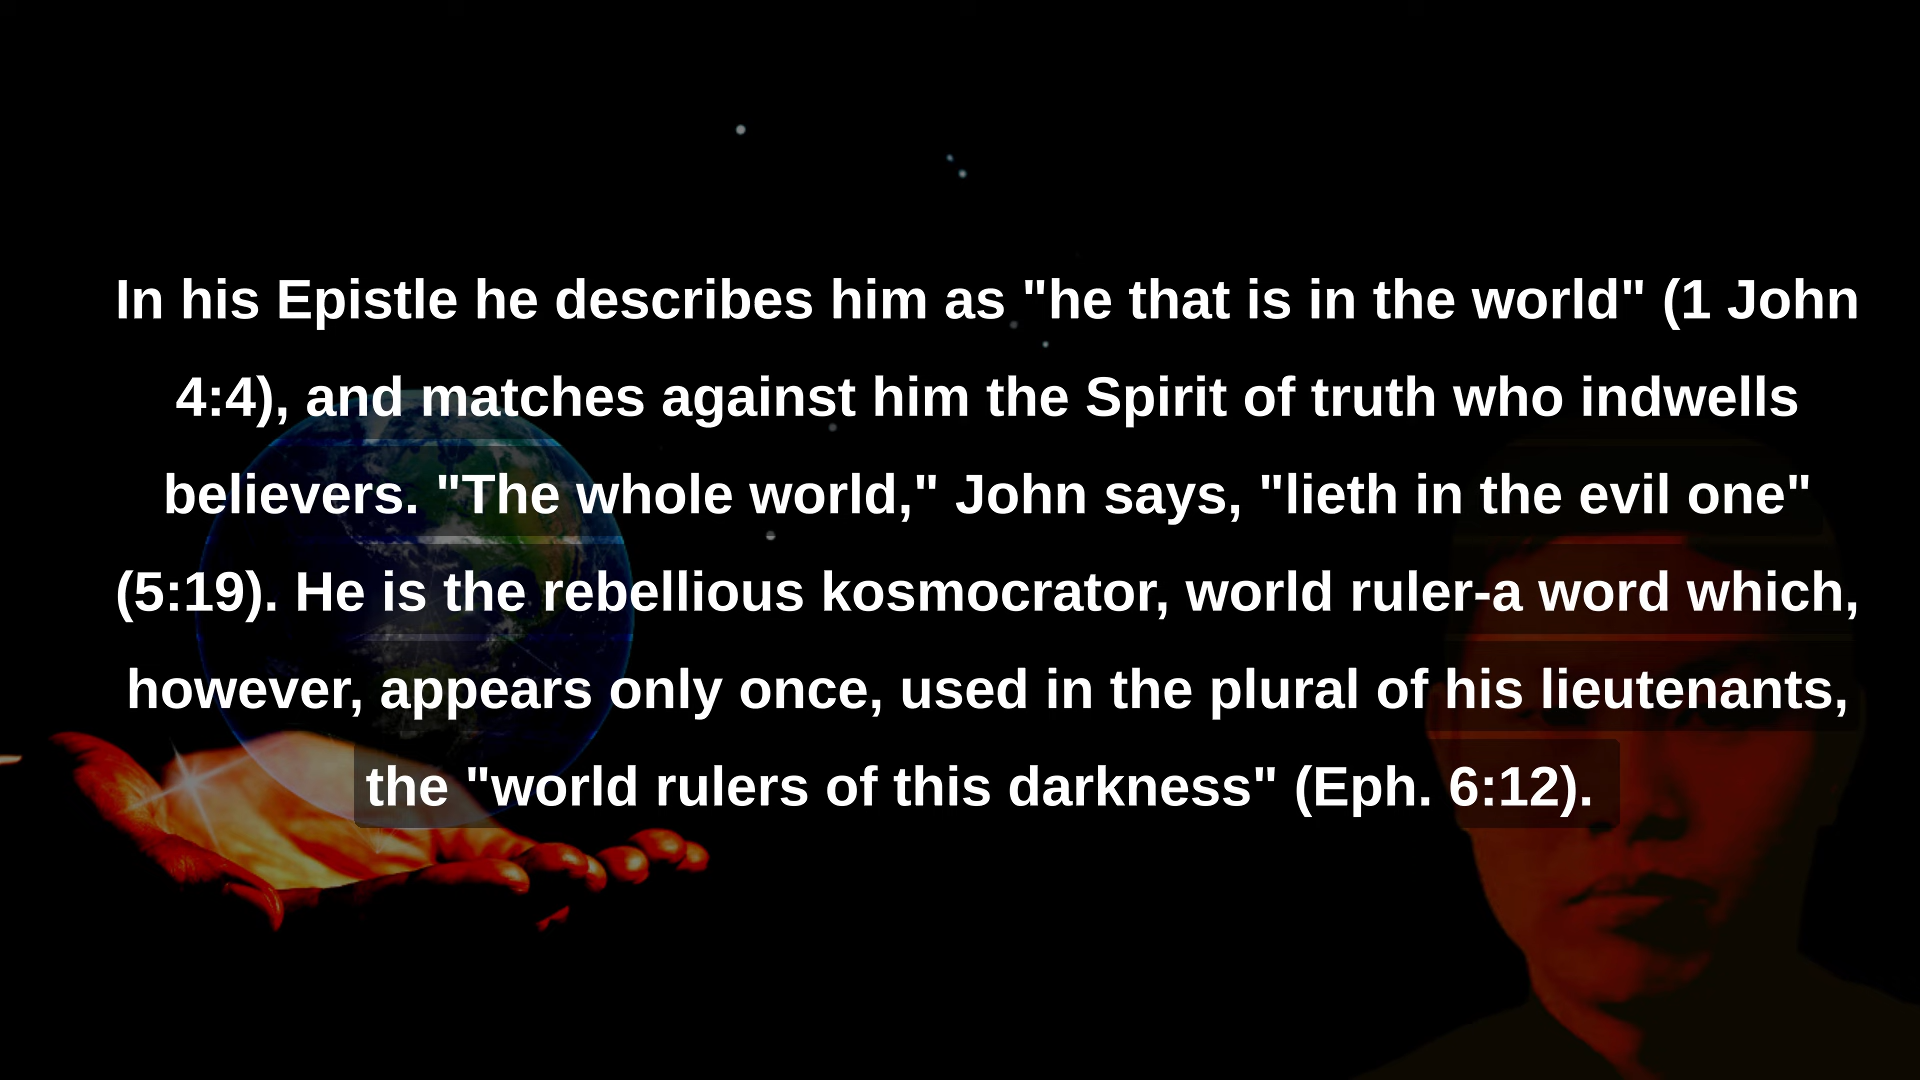 In his Epistle he describes him as "he that is in the world" (1 John
4:4), and matches against him the Spirit of truth who indwells
believers. "The whole world," John says, "lieth in the evil one"
(5:19). He is the rebellious kosmocrator, world ruler-a word which,
however, appears only once, used in the plural of his lieutenants,
the "world rulers of this darkness" (Eph. 6:12).